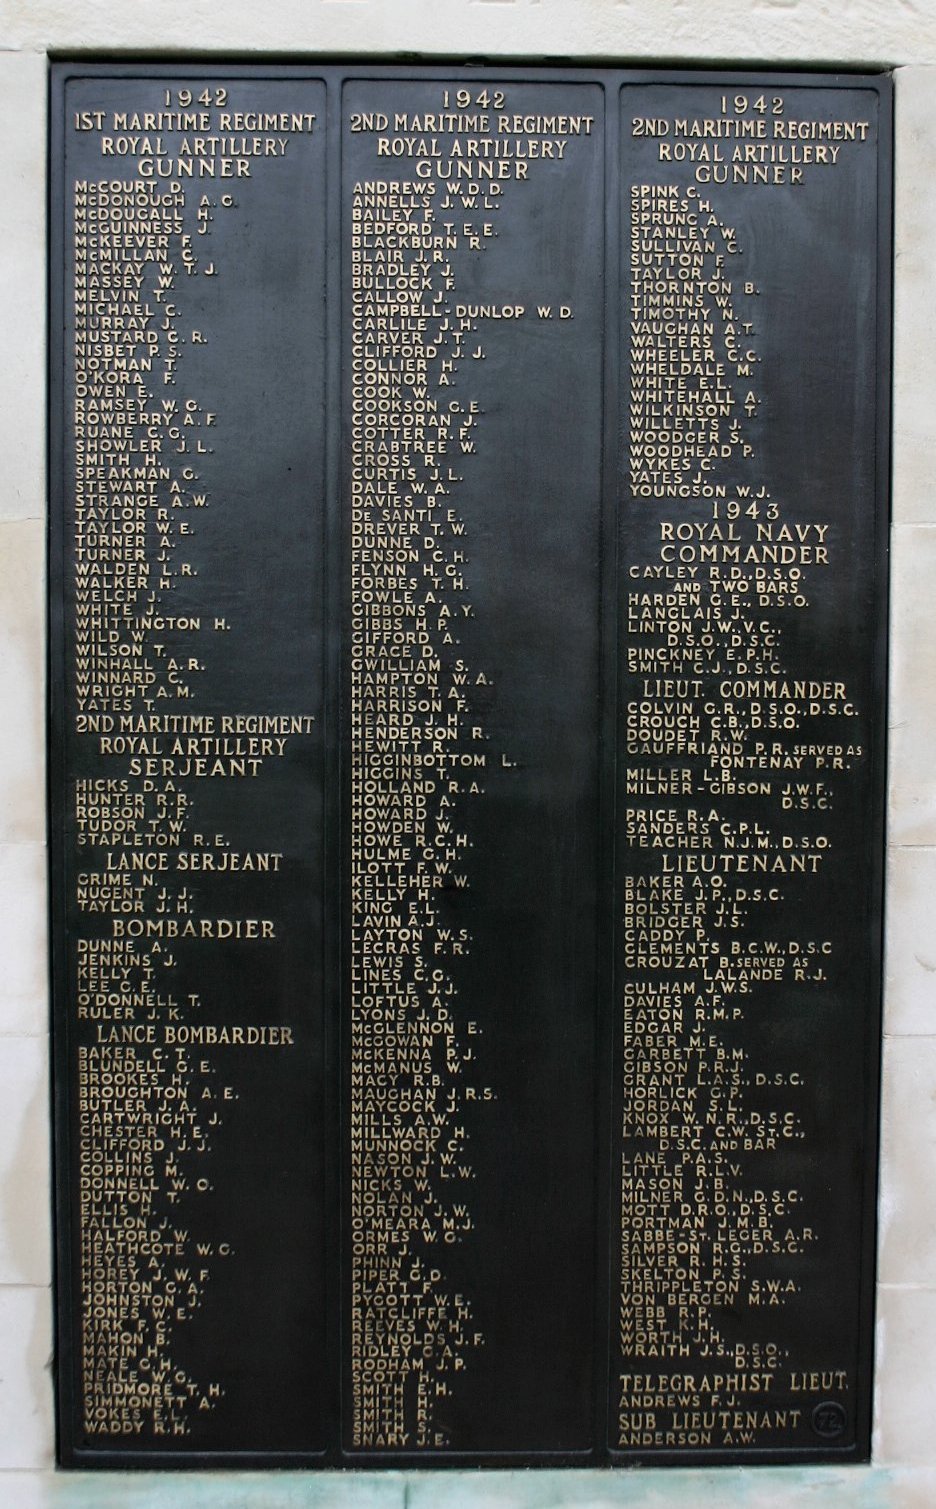 1942
1ST MARITIME REGIMENT
ROYAL ARTILLERY
GUNNER
McCOURT D.
McDONOUGH A. G.
McDOUGALL H.
McGUINNESS J.
McKEEVER F.
McMILLAN C.
MACKAY W. T. J.
MASSEY W.
MELVIN T.
MICHAEL C.
MURRAY J.
MUSTARD C. R.
NISBET P. S.
NOTMAN T.
O'KORA F.
OWEN E.
RAMSEY W. G.
ROWBERRY A. F.
RUANE C. G.
SHOWLER J. L.
SMITH H.
SPEAKMAN G.
STEWART A.
STRANGE A. W.
TAYLOR R.
TAYLOR W. E.
TURNER A.
TURNER J.
WALDEN L. R.
WALKER H.
WELCH J.
WHITE J.
WHITTINGTON H.
WILD W.
WILSON T.
WINHALL A. R.
WINNARD C.
WRIGHT A. M.
YATES T.
2ND MARITIME REGIMENT
ROYAL ARTILLERY
SERJEANT
HICKS D. A.
HUNTER R. R.
ROBSON J. F.
TUDOR T. W.
STAPLETON R. E.
LANCE SERJEANT
GRIME N.
NUGENT J. J.
TAYLOR J. H.
BOMBARDIER
DUNNE A.
JENKINS J.
KELLY T.
LEE G. E.
O'DONNELL T.
RULER J. K.
LANCE BOMBARDIER
BAKER C. T.
BLUNDELL G. E.
BROOKES H.
BROUGHTON A. E.
BUTLER J. A.
CARTWRIGHT J.
CHESTER H. E.
CLIFFORD J. J.
COLLINS J.
COPPING M.
DONNELL W. O.
DUTTON T.
ELLIS H.
FALLON J.
HALFORD W.
HEATHCOTE W. G.
HEYES A.
HOREY J. W. F.
HORTON G. A.
JOHNSTON J.
JONES W. E.
KIRK F. C.
MAHON B.
MAKIN H.
MATE G. H.
NEALE W. G.
PRIDMORE T. H.
SIMMONETT A.
VOKES E. L.
WADDY R. H.
1942
2ND MARITIME REGIMENT
ROYAL ARTILLERY
GUNNER
ANDREWS W. D. D.
ANNELLS J. W. L.
BAILEY F.
BEDFORD T. E. E.
BLACKBURN R.
BLAIR J. R.
BRADLEY J.
BULLOCK F.
CALLOW J.
CAMPBELL-DUNLOP W. D.
CARLILE J. H.
CARVER J. T.
CLIFFORD J. J.
COLLIER H.
CONNOR A.
COOK W.
COOKSON G. E.
CORCORAN J.
COTTER R. F.
CRABTREE W.
CROSS R.
CURTIS J. L.
DALE W. A.
DAVIES B.
DE SANTI E.
DREVER T. W.
DUNNE D.
FENSON C. H.
FLYNN H. G.
FORBES T. H.
FOWLE A.
GIBBONS A. Y.
GIBBS H. P.
GIFFORD A.
GRACE D.
GWILLIAM S.
HAMPTON W. A.
HARRIS T. A.
HARRISON F.
HEARD J. H.
HENDERSON R.
HEWITT R.
HIGGINBOTTOM L.
HIGGINS T.
HOLLAND R. A.
HOWARD A.
HOWARD J.
HOWDEN W.
HOWE R. C. H.
HULME G. H.
ILOTT F. W.
KELLEHER W.
KELLY H.
KING E. L.
LAVIN A. J.
LAYTON W. S.
LEGRAS F. R.
LEWIS S.
LINES C. G.
LITTLE J. J.
LOFTUS A.
LYONS J. D.
McGLENNON E.
McGOWAN F.
McKENNA P. J.
McMANUS W.
MACY R. B.
MAUGHAN J. R. S.
MAYCOCK J.
MILLS A. W.
MILLWARD H.
MUNNOCK C.
NASON J. W.
NEWTON L. W.
NICKS W.
NOLAN J.
NORTON J. W.
O'MEARA M. J.
ORMES W. G.
ORR J.
PHINN J.
PIPER G. D.
PLATT F.
PYGOTT W. E.
RATCLIFFE H.
REEVES W. H.
REYNOLDS J. F.
RIDLEY G. A.
RODHAM J. P.
SCOTT H.
SMITH E. H.
SMITH H.
SMITH R.
SMITH S.
SNARY J. E.
1942
2ND MARITIME REGIMENT
ROYAL ARTILLERY
GUNNER
SPINK C.
SPIRES H.
SPRUNG A.
STANLEY W.
SULLIVAN C.
SUTTON F.
TAYLOR J.
THORNTON B.
TIMMINS W.
TIMOTHY N.
VAUGHAN A. T.
WALTERS C.
WHEELER C. C.
WHELDALE M.
WHITE E. L.
WHITEHALL A.
WILKINSON T.
WILLETTS J.
WOODGER S.
WOODHEAD P.
WYKES C.
YATES J.
YOUNGSON W. J.
1943
ROYAL NAVY
COMMANDER
CAYLEY R. D., D.S.O.
AND TWO BARS
HARDEN G. E., D.S.O.
LANGLAIS J.
LINTON J. W., V.C.,
D.S.O., D.S.C.
PINCKNEY E. P. H.
SMITH C. J., D.S.C.
LIEUT. COMMANDER
COLVIN G. R., D.S.O., D.S.C.
CROUCH C. B., D.S.O.
DOUDET R. W.
GAUFFRIAND P. R. SERVED AS
FONTENAY P. R.
MILLER L. B.
MILNER-GIBSON J. W. F.,
D.S.C.
PRICE R. A.
SANDERS C. P. L.
TEACHER N. J. M., D.S.O.
LIEUTENANT
BAKER A. O.
BLAKE J. P., D.S.C.
BOLSTER J. L.
BRIDGER J. S.
CADDY P.
CLEMENTS B. C. W., D.S.C
CROUZAT B. SERVED AS
LALANDE R. J.
CULHAM J. W. S.
DAVIES A. F.
EATON R. M. P.
EDGAR J.
FABER M. E.
GARBETT B. M.
GIBSON P. R. J.
GRANT L. A. S., D.S.C.
HORLICK G. P.
JORDAN S. L.
KNOX W. N. R., D.S.C.
LAMBERT C. W. ST. C.,
D.S.C. AND BAR
LANE P. A. S.
LITTLE R. L. V.
MASON J. B.
MILNER G. D. N., D.S.C.
MOTT D. R. O., D.S.C.
PORTMAN J. M. B.
SABBE-ST. LEGER A. R.
SAMPSON R. G., D.S.C.
SILVER R. H. S.
SKELTON P. S.
THRIPPLETON S. W. A.
VON BERGEN M. A.
WEBB R. P.
WEST K. H.
WORTH J. H.
WRAITH J. S., D.S.O.,
D.S.C.
TELEGRAPHIST LIEUT.
ANDREWS F. J.
SUB LIEUTENANT
72
ANDERSON A. W.